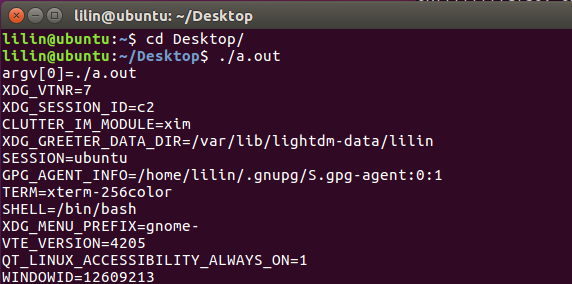 lilin@ubuntu: ~/Desktop
lilin@ubuntu:~$ cd Desktop/
lilin@ubuntu:~/Desktop$ ./a.out
argv[0]=./a.out
XDG_VTNR=7
XDG_SESSION_ID=c2
CLUTTER_IM_MODULE=xim
XDG_GREETER_DATA_DIR=/var/lib/lightdm-data/lilin
SESSION=ubuntu
GPG_AGENT_INFO=/home/lilin/.gnupg/S.gpg-agent:0:1
TERM=xterm-256color
SHELL=/bin/bash
XDG_MENU_PREFIX=gnome-
VTE_VERSION=4205
QT_LINUX_ACCESSIBILITY_ALWAYS_ON=1
WINDOWID=12609213